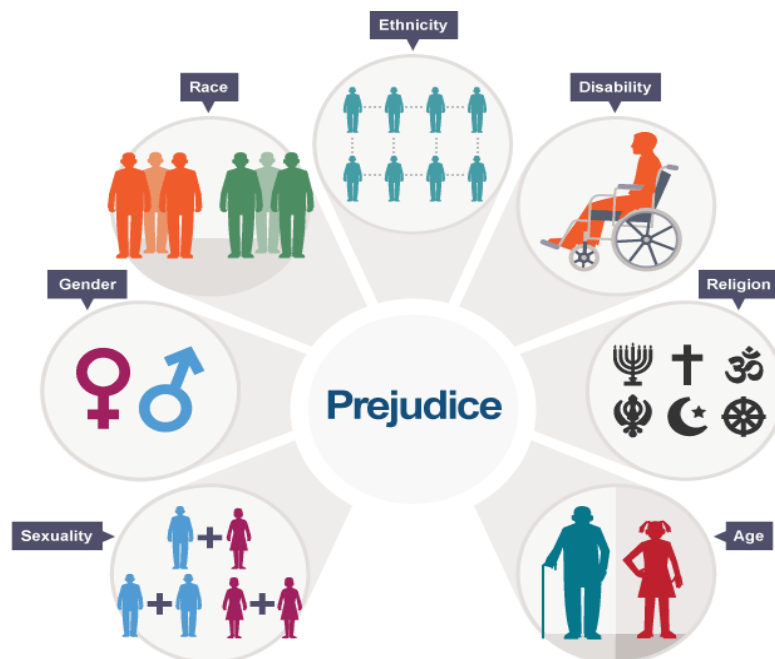 Ethnicity
Race
Disability
Gender
Religion
Prejudice
Sexuality
Age